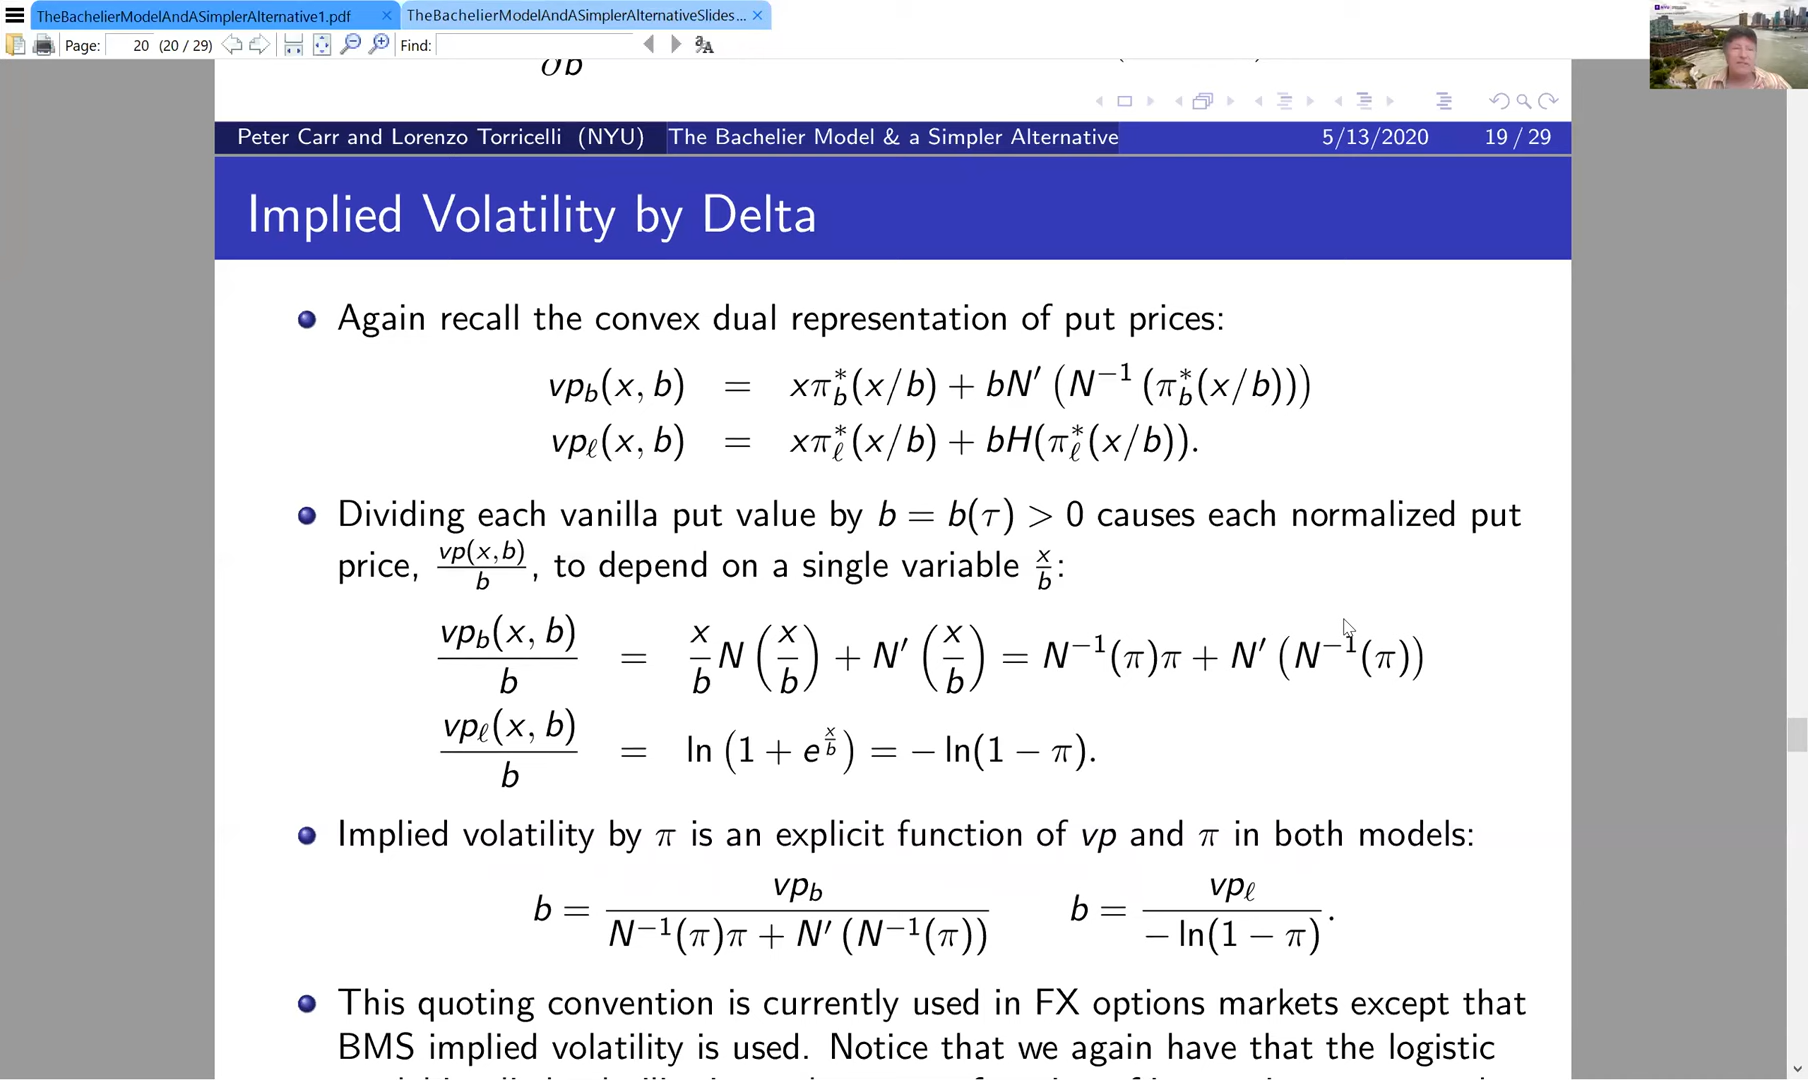 TheBachelierModelAndASimplerAlternative1.pdf × TheBachelierModelAndASimplerAlternativeSlides... ×
Page: 20 (20 / 29) Find:
∂b
Peter Carr and Lorenzo Torricelli (NYU) The Bachelier Model & a Simpler Alternative 5/13/2020 19 / 29
Implied Volatility by Delta
Again recall the convex dual representation of put prices:
vp_b(x, b) = xπ*_b(x/b) + bN′ (N⁻¹ (π*_b(x/b)))
vp_ℓ(x, b) = xπ*_ℓ(x/b) + bH(π*_ℓ(x/b)).
Dividing each vanilla put value by b = b(τ) > 0 causes each normalized put
price, vp(x,b)/b, to depend on a single variable x/b:
vp_b(x, b)/b = x/b N (x/b) + N′ (x/b) = N⁻¹(π)π + N′ (N⁻¹(π))
vp_ℓ(x, b)/b = ln (1 + e^(x/b)) = − ln(1 − π).
Implied volatility by π is an explicit function of vp and π in both models:
b = vp_b/(N⁻¹(π)π + N′ (N⁻¹(π))) b = vp_ℓ/(− ln(1 − π)).
This quoting convention is currently used in FX options markets except that
BMS implied volatility is used. Notice that we again have that the logistic